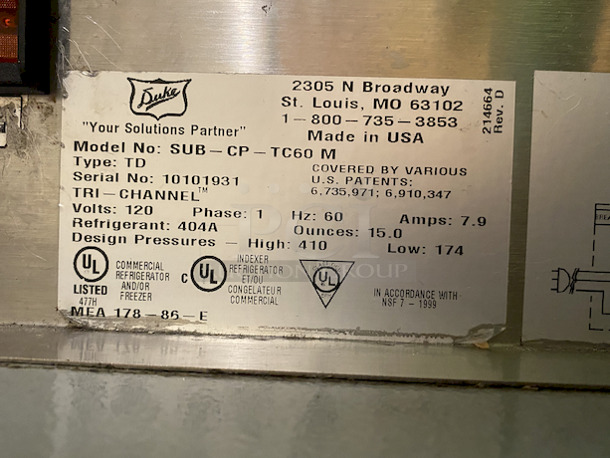 Duke
2305 N Broadway
St. Louis, MO 63102
1-800-735-3853
Made in USA
214664
Rev. D
"Your Solutions Partner"
Model No: SUB-CP-TC60 M
Type: TD
Serial No: 10101931
TRI-CHANNEL™
COVERED BY VARIOUS
U.S. PATENTS:
6,735,971; 6,910,347
Volts: 120 Phase: 1 Hz: 60 Amps: 7.9
Refrigerant: 404A Ounces: 15.0
Design Pressures - High: 410 Low: 174
UL
LISTED
477H
COMMERCIAL
REFRIGERATOR
AND/OR
FREEZER
C UL
INDEXER
REFRIGERATOR
ET/OU
CONGELATEUR
COMMERCIAL
UL
IN ACCORDANCE WITH
NSF 7 - 1999
MEA 178-86-E